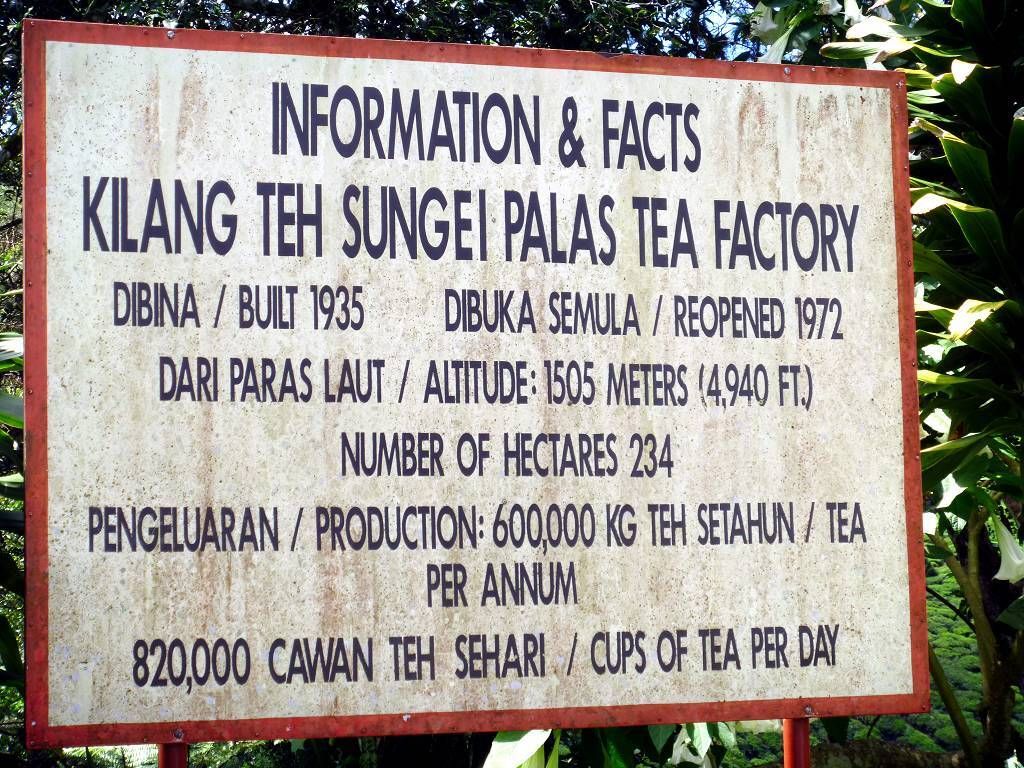 INFORMATION & FACTS
KILANG TEH SUNGEI PALAS TEA FACTORY
DIBINA / BUILT 1935 DIBUKA SEMULA / REOPENED 1972
DARI PARAS LAUT / ALTITUDE: 1505 METERS (4,940 FT.)
NUMBER OF HECTARES 234
PENGELUARAN / PRODUCTION: 600,000 KG TEH SETAHUN / TEA
PER ANNUM
820,000 CAWAN TEH SEHARI / CUPS OF TEA PER DAY